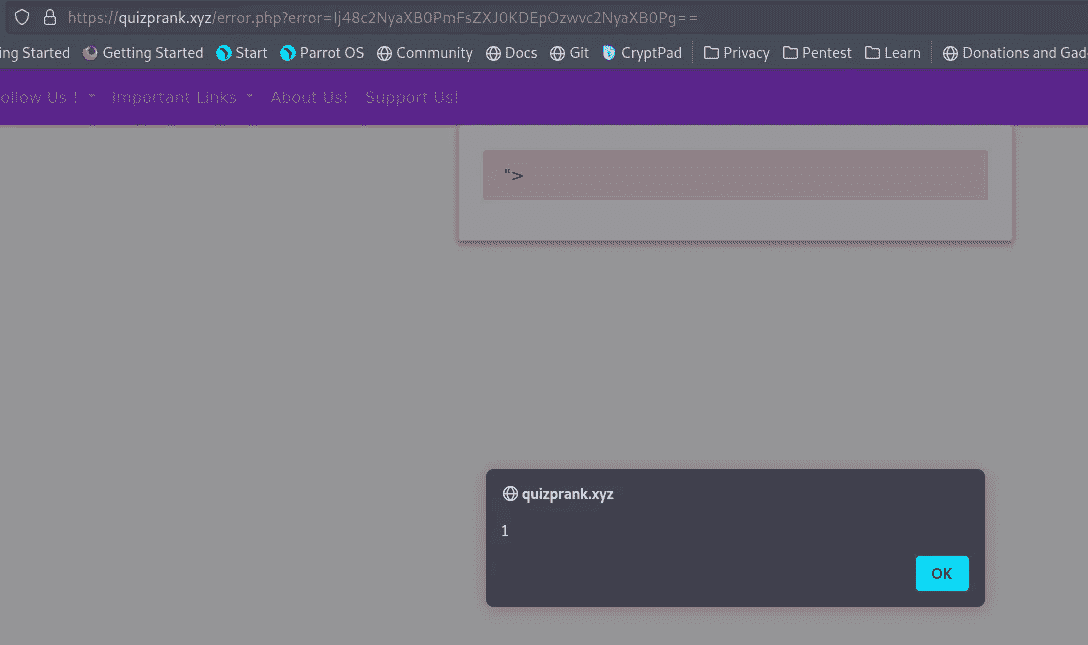 https://quizprank.xyz/error.php?error=Ij48c2NyaXB0PmFsZXJ0KDEpOzwvc2NyaXB0Pg==
ing Started Getting Started Start Parrot OS Community Docs Git CryptPad Privacy Pentest Learn Donations and Gad
ollow Us ! Important Links About Us! Support Us!
">
quizprank.xyz
1
OK